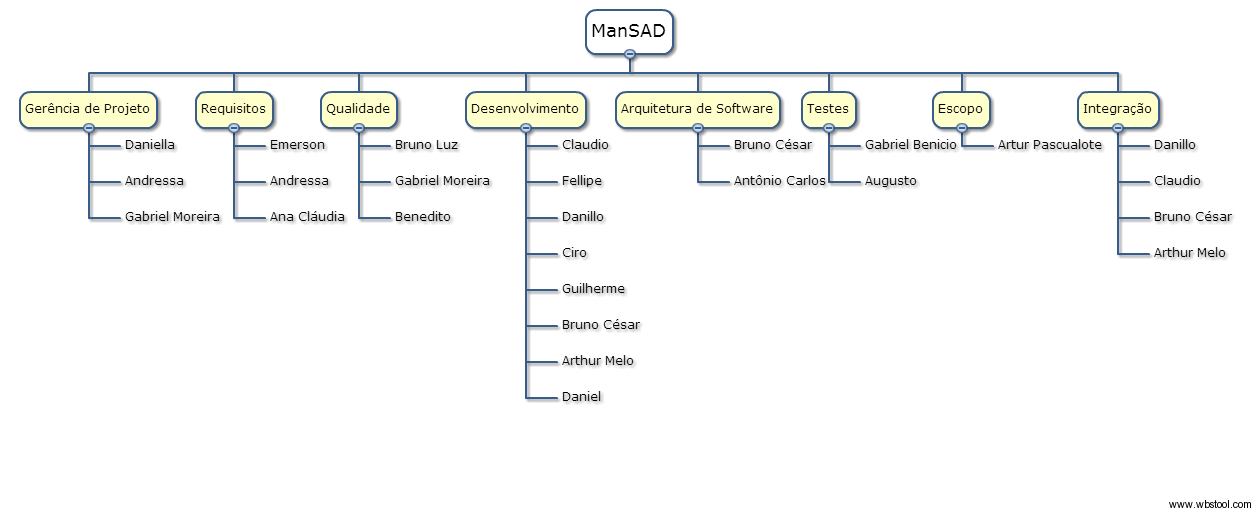 ManSAD
Gerência de Projeto
Daniella
Andressa
Gabriel Moreira
Requisitos
Emerson
Andressa
Ana Cláudia
Qualidade
Bruno Luz
Gabriel Moreira
Benedito
Desenvolvimento
Claudio
Fellipe
Danillo
Ciro
Guilherme
Bruno César
Arthur Melo
Daniel
Arquitetura de Software
Bruno César
Antônio Carlos
Testes
Gabriel Benicio
Augusto
Escopo
Artur Pascualote
Integração
Danillo
Claudio
Bruno César
Arthur Melo
www.wbstool.com